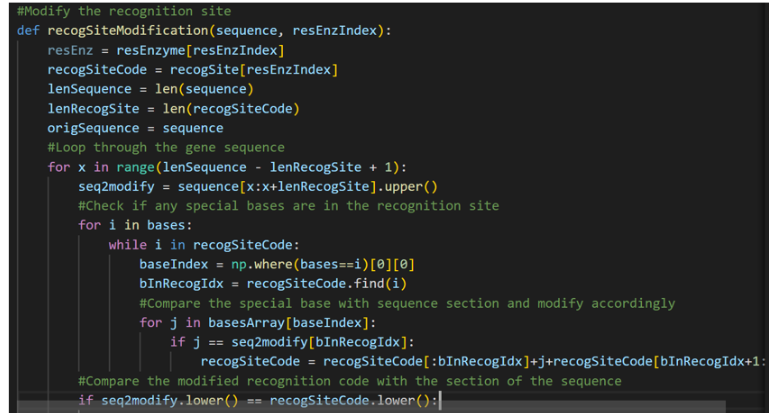 #Modify the recognition site
def recogSiteModification(sequence, resEnzIndex):
    resEnz = resEnzyme[resEnzIndex]
    recogSiteCode = recogSite[resEnzIndex]
    lenSequence = len(sequence)
    lenRecogSite = len(recogSiteCode)
    origSequence = sequence
    #Loop through the gene sequence
    for x in range(lenSequence - lenRecogSite + 1):
        seq2modify = sequence[x:x+lenRecogSite].upper()
        #Check if any special bases are in the recognition site
        for i in bases:
            while i in recogSiteCode:
                baseIndex = np.where(bases==i)[0][0]
                bInRecogIdx = recogSiteCode.find(i)
                #Compare the special base with sequence section and modify accordingly
                for j in basesArray[baseIndex]:
                    if j == seq2modify[bInRecogIdx]:
                        recogSiteCode = recogSiteCode[:bInRecogIdx]+j+recogSiteCode[bInRecogIdx+1:
        #Compare the modified recognition code with the section of the sequence
        if seq2modify.lower() == recogSiteCode.lower():